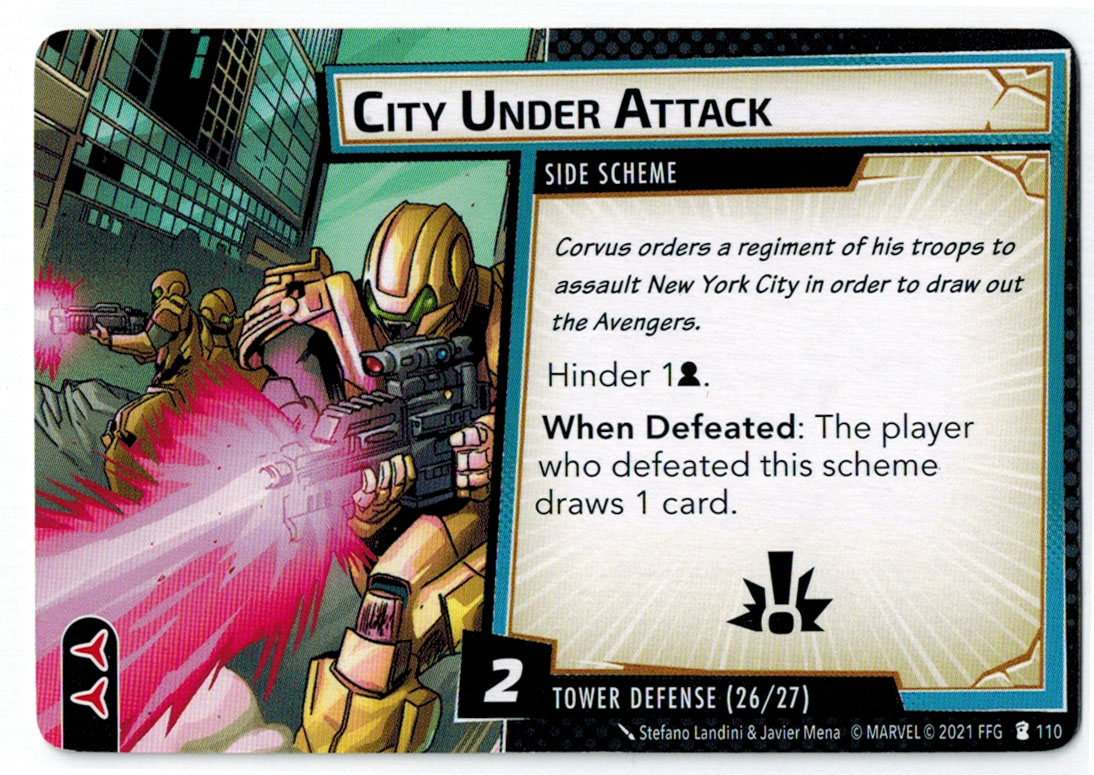 CITY UNDER ATTACK
SIDE SCHEME
Corvus orders a regiment of his troops to
assault New York City in order to draw out
the Avengers.
Hinder 1.
When Defeated: The player
who defeated this scheme
draws 1 card.
2
TOWER DEFENSE (26/27)
Stefano Landini & Javier Mena © MARVEL © 2021 FFG 110